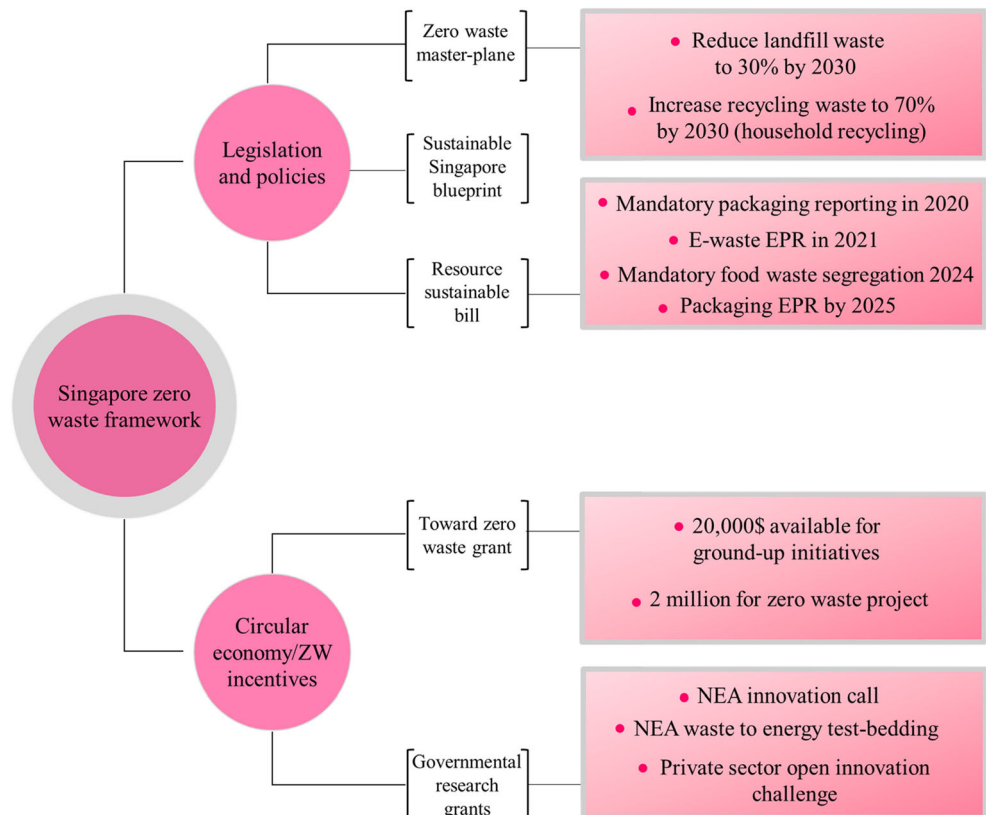 Singapore zero
waste framework
Legislation
and policies
Zero waste
master-plane
Reduce landfill waste
to 30% by 2030
Increase recycling waste to 70%
by 2030 (household recycling)
Sustainable
Singapore
blueprint
Resource
sustainable
bill
Mandatory packaging reporting in 2020
E-waste EPR in 2021
Mandatory food waste segregation 2024
Packaging EPR by 2025
Circular
economy/ZW
incentives
Toward zero
waste grant
20,000$ available for
ground-up initiatives
2 million for zero waste project
Governmental
research
grants
NEA innovation call
NEA waste to energy test-bedding
Private sector open innovation
challenge